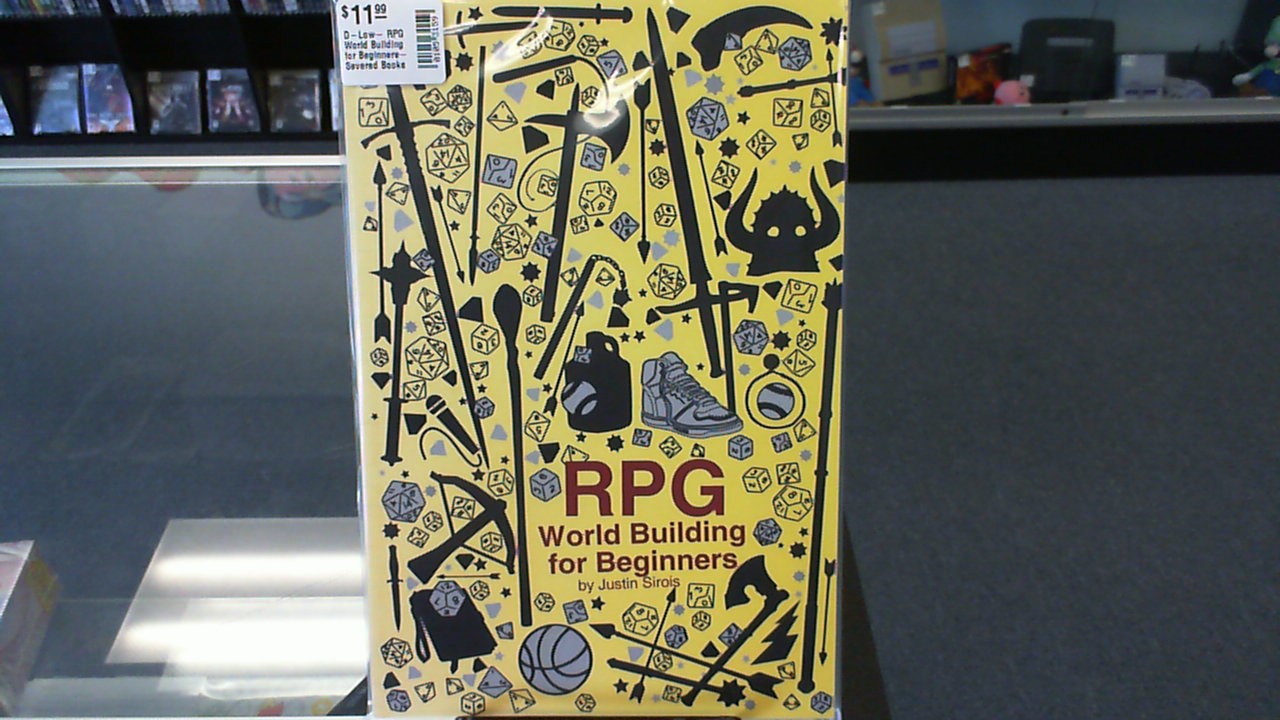 $11.99
D-Low- RPG
World Building
for Beginners-
Severed Books
RPG
World Building
for Beginners
by Justin Sirois